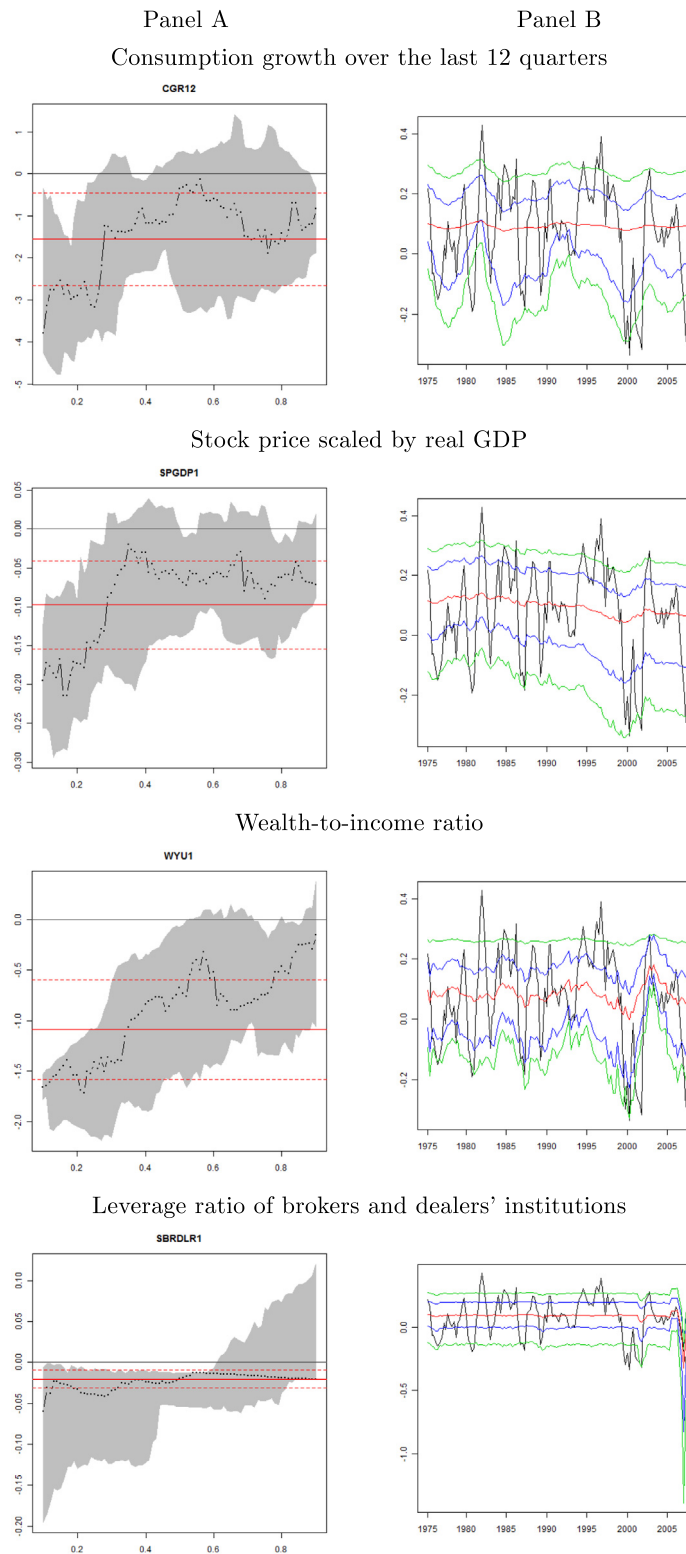 Panel A Panel B
Consumption growth over the last 12 quarters
CGR12
1
0
-1
-2
-3
-4
-5
0.2 0.4 0.6 0.8
0.4
0.2
0.0
-0.2
1975 1980 1985 1990 1995 2000 2005
Stock price scaled by real GDP
SPGDP1
0.05
0.00
-0.05
-0.10
-0.15
-0.20
-0.25
-0.30
0.2 0.4 0.6 0.8
0.4
0.2
0.0
-0.2
1975 1980 1985 1990 1995 2000 2005
Wealth-to-income ratio
WYU1
0.0
-0.5
-1.0
-1.5
-2.0
0.2 0.4 0.6 0.8
0.4
0.2
0.0
-0.2
1975 1980 1985 1990 1995 2000 2005
Leverage ratio of brokers and dealers' institutions
SBRDLR1
0.10
0.05
0.00
-0.05
-0.10
-0.15
-0.20
0.2 0.4 0.6 0.8
0.0
-0.5
-1.0
1975 1980 1985 1990 1995 2000 2005